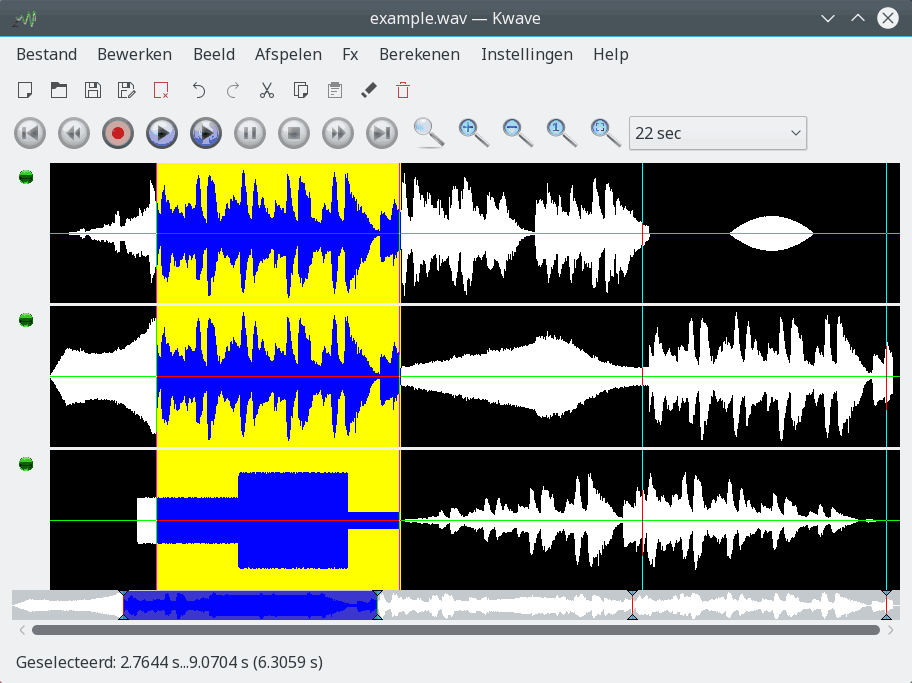 example.wav — Kwave
Bestand Bewerken Beeld Afspelen Fx Berekenen Instellingen Help
1
22 sec
Geselecteerd: 2.7644 s...9.0704 s (6.3059 s)